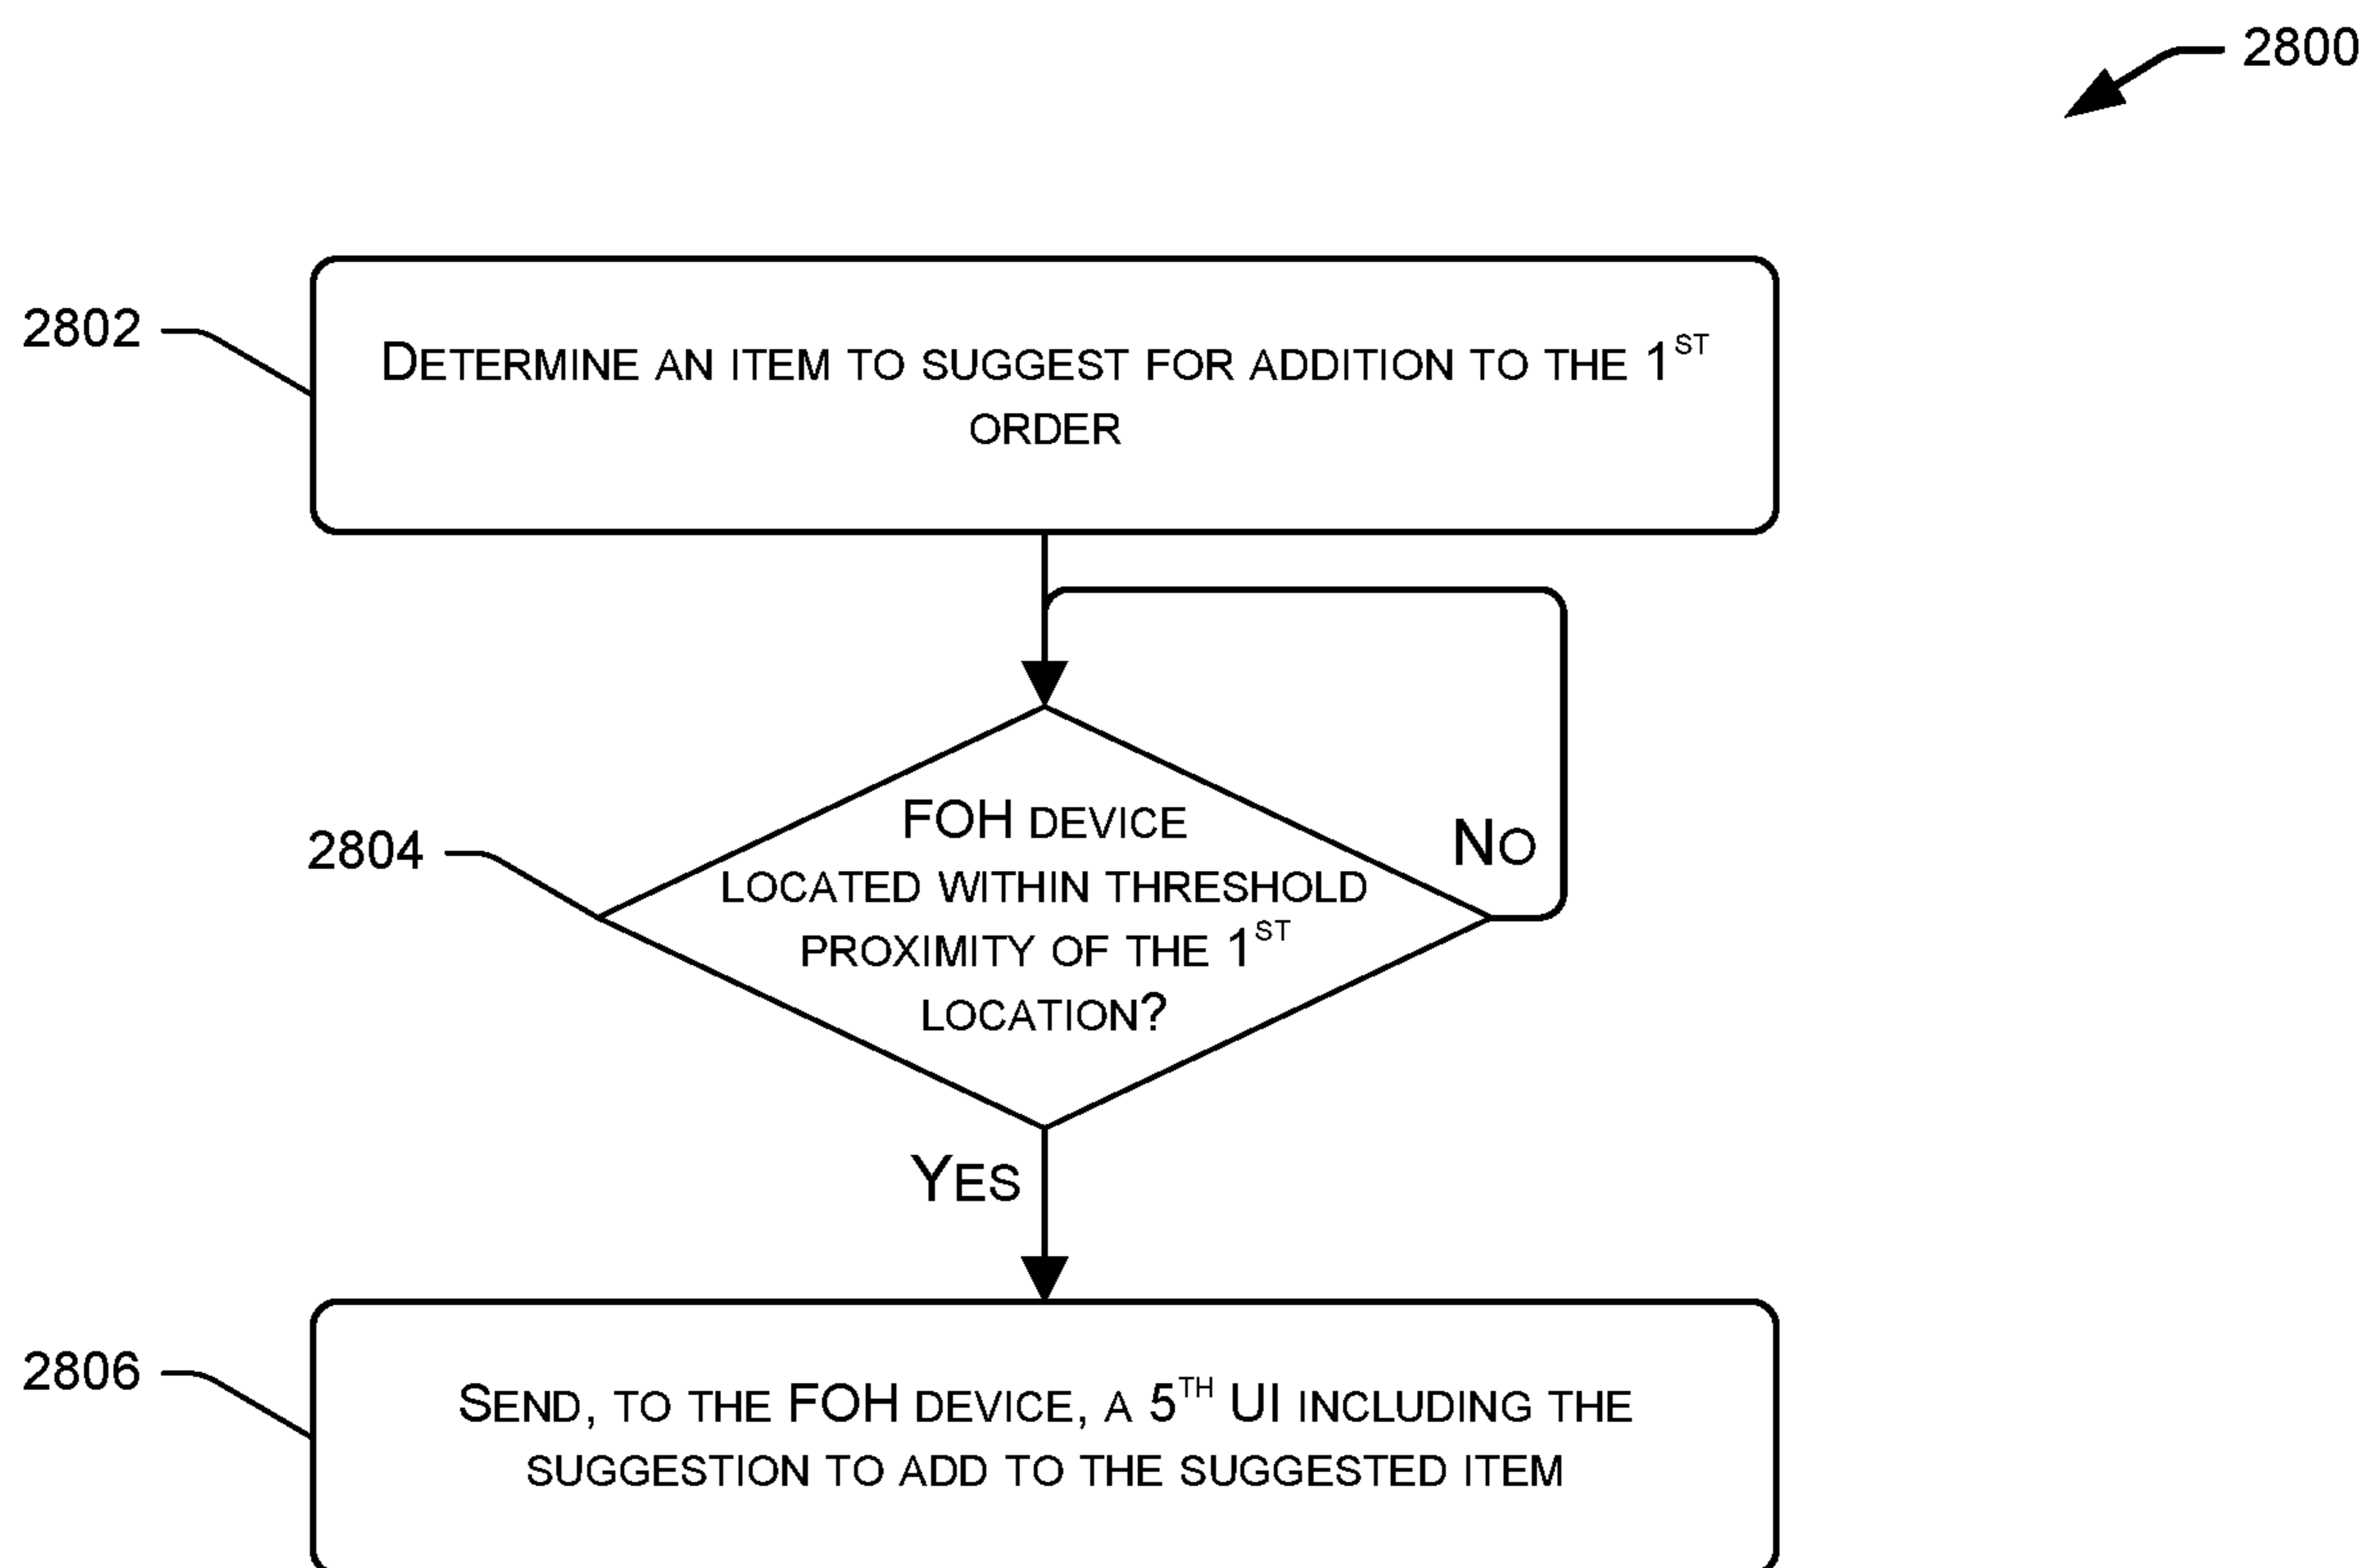 2800
2802
DETERMINE AN ITEM TO SUGGEST FOR ADDITION TO THE 1ST
ORDER
2804
FOH DEVICE
LOCATED WITHIN THRESHOLD
PROXIMITY OF THE 1ST
LOCATION?
NO
YES
2806
SEND, TO THE FOH DEVICE, A 5TH UI INCLUDING THE
SUGGESTION TO ADD TO THE SUGGESTED ITEM